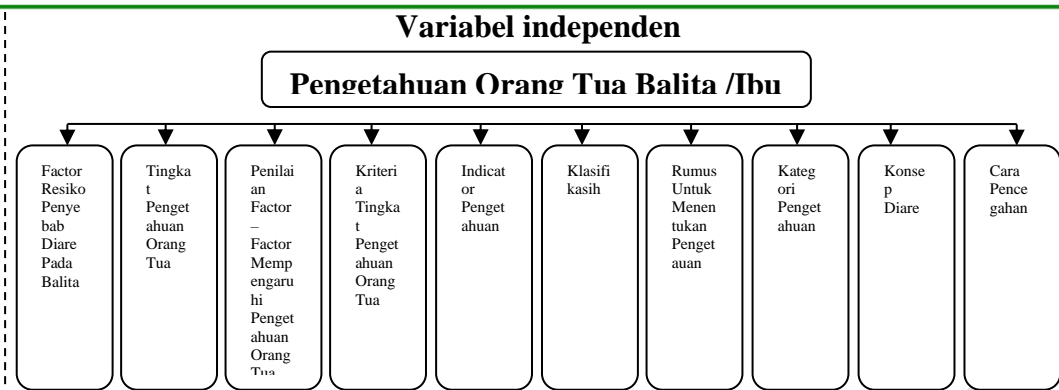 Variabel independen
Pengetahuan Orang Tua Balita /Ibu
Factor
Resiko
Penye
bab
Diare
Pada
Balita
Tingka
t
Penget
ahuan
Orang
Tua
Penilai
an
Factor
–
Factor
Memp
engaru
hi
Penget
ahuan
Orang
Tua
Kriteri
a
Tingka
t
Penget
ahuan
Orang
Tua
Indicat
or
Penget
ahuan
Klasifi
kasih
Rumus
Untuk
Menen
tukan
Penget
auan
Kateg
ori
Penget
ahuan
Konse
p
Diare
Cara
Pence
gahan